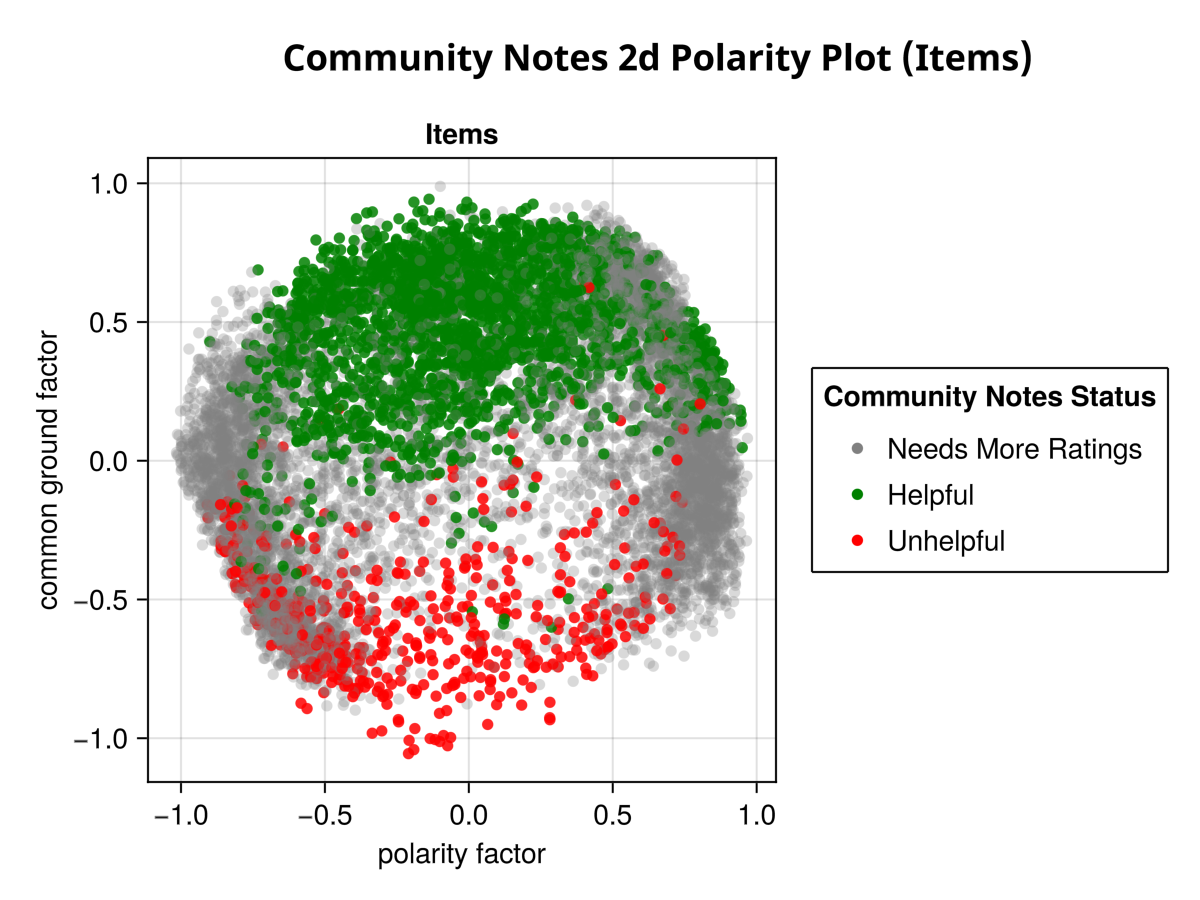 Community Notes 2d Polarity Plot (Items)
Items
1.0
0.5
0.0
−0.5
−1.0
common ground factor
−1.0 −0.5 0.0 0.5 1.0
polarity factor
Community Notes Status
Needs More Ratings
Helpful
Unhelpful